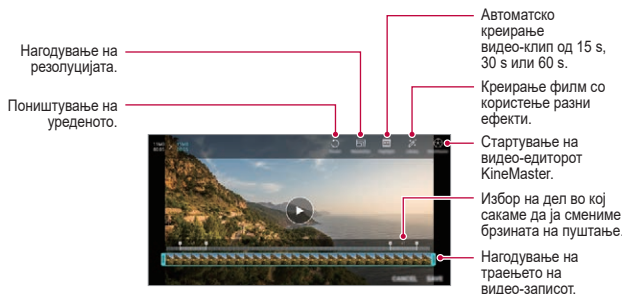 Нагодување на
резолуцијата.
Поништување на
уреденото.
Автоматско
креирање
видео-клип од 15 s,
30 s или 60 s.
Креирање филм со
користење разни
ефекти.
Стартување на
видео-едиторот
KineMaster.
Избор на дел во кој
сакаме да ја смениме
брзината на пуштање.
Нагодување на
траењето на
видео-записот.
CANCEL SAVE